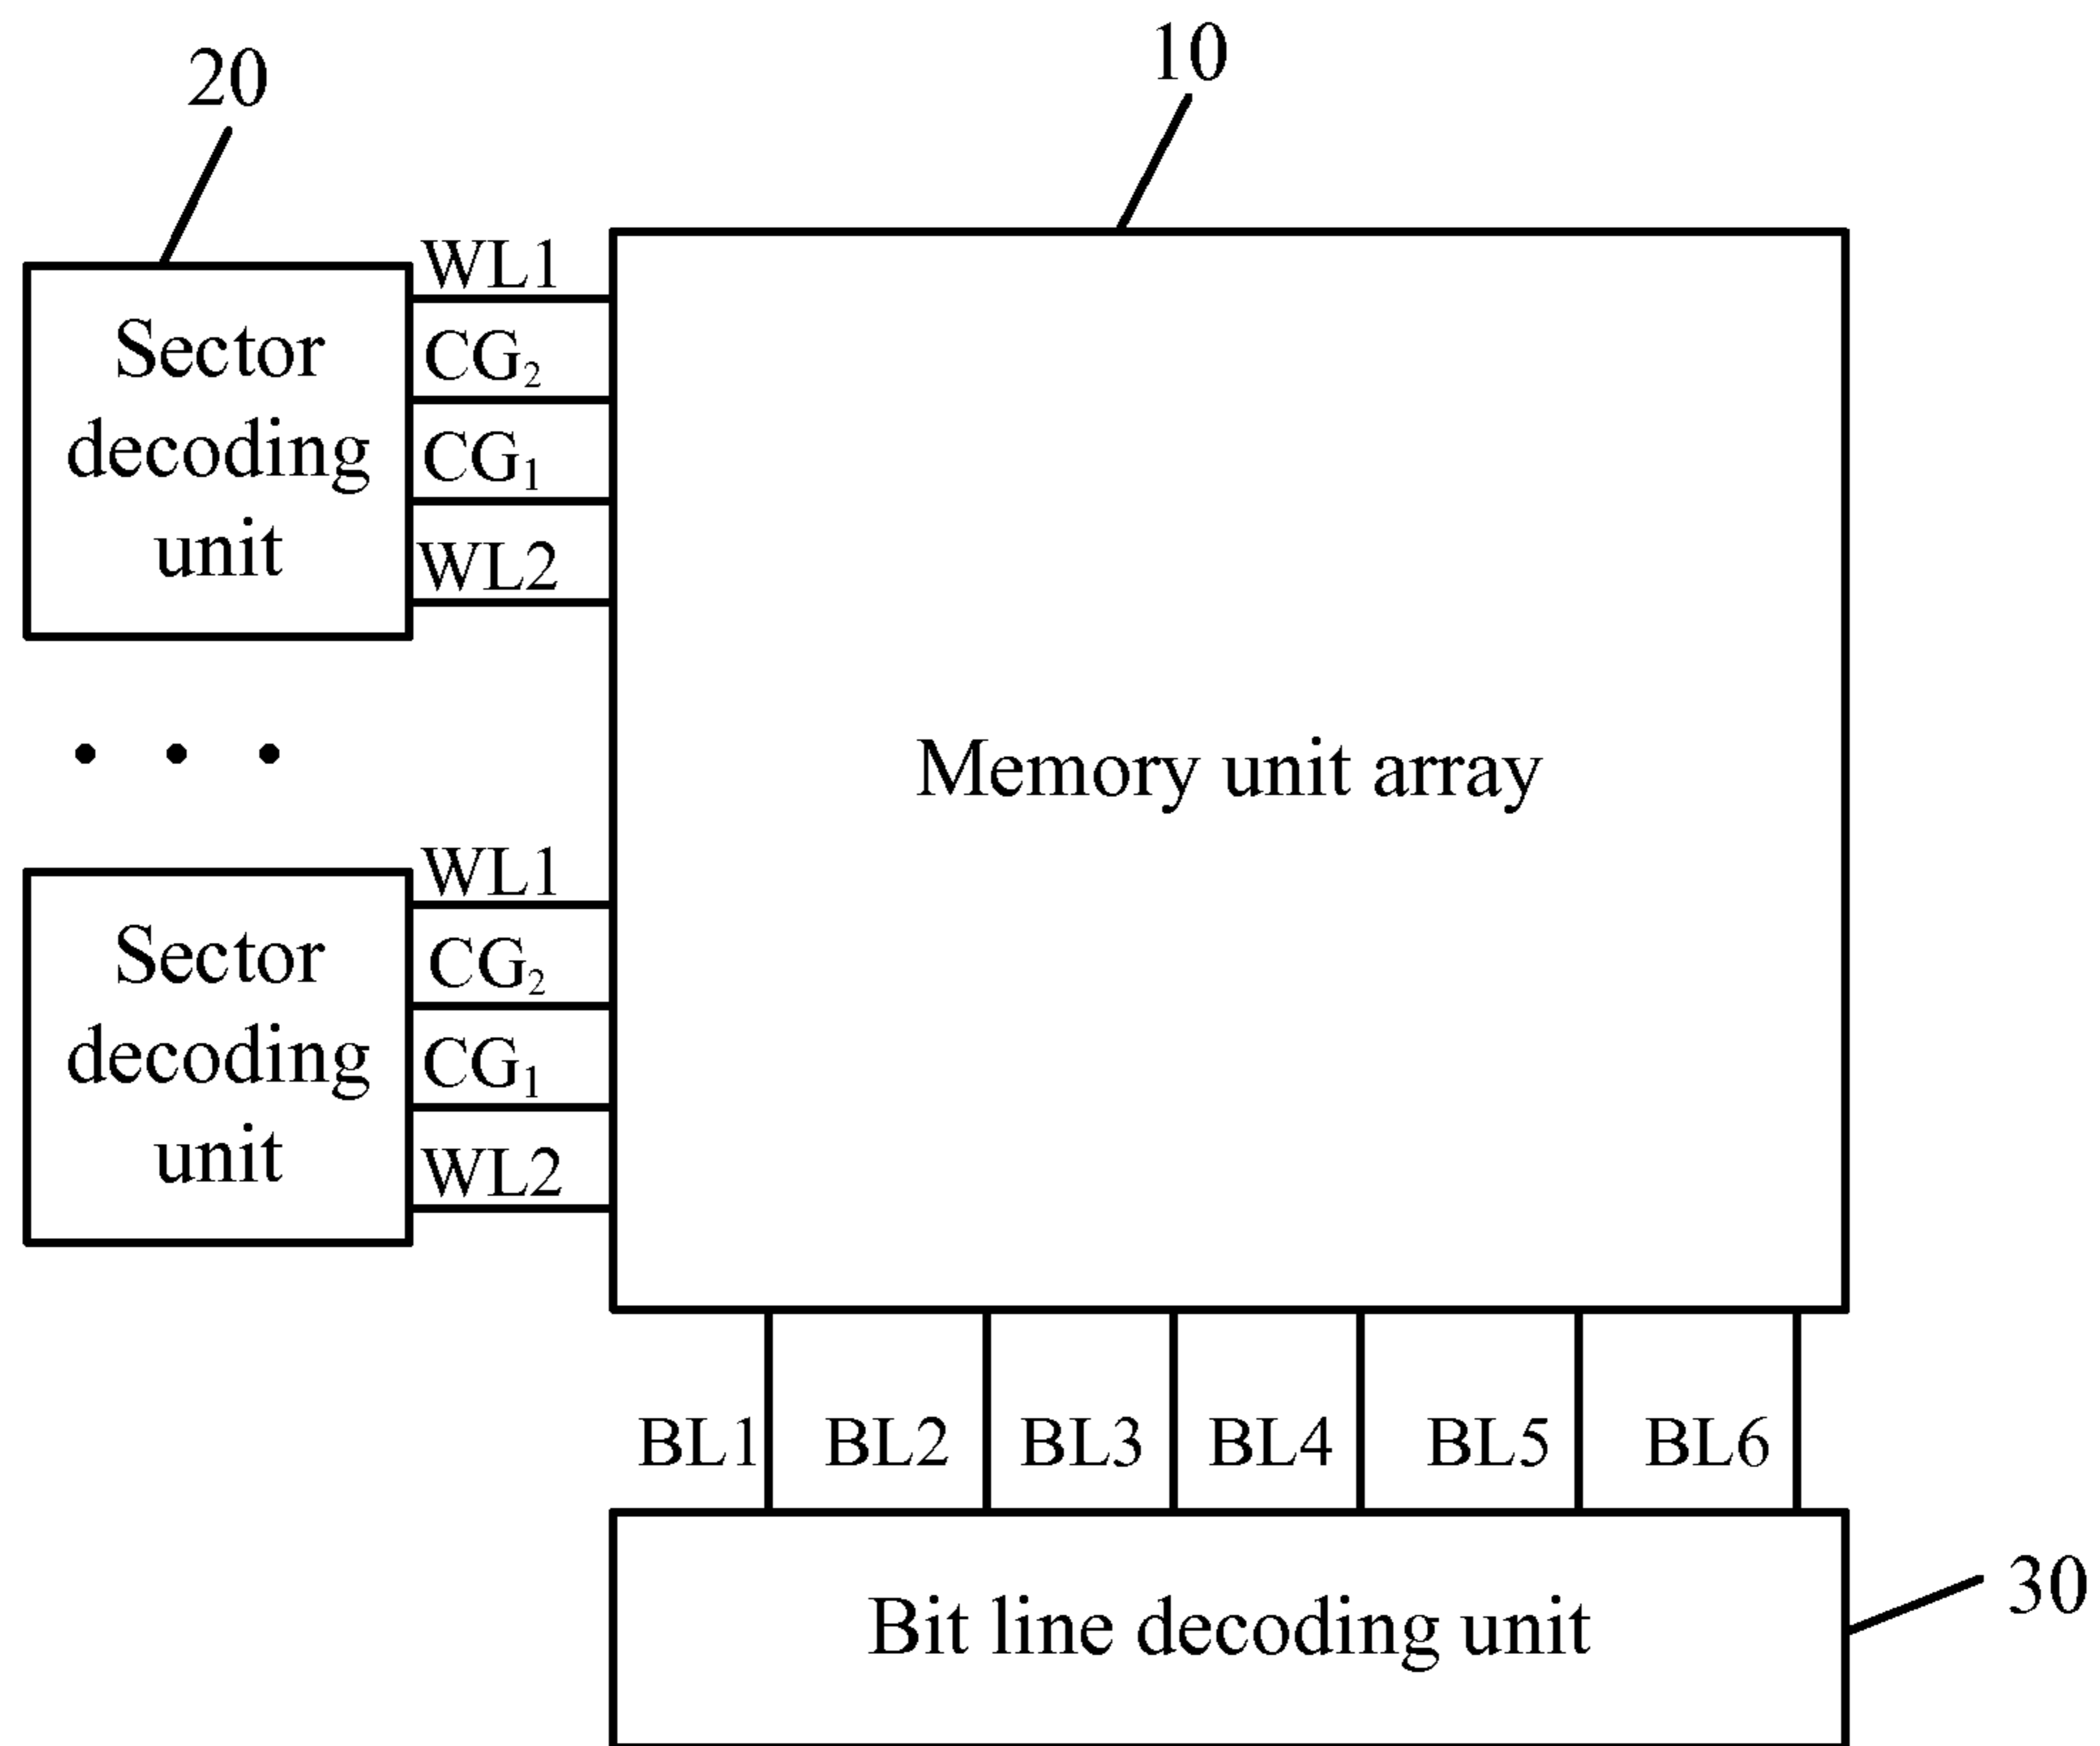 20
10
WL1
Sector
decoding
unit
CG₂
CG₁
WL2
Memory unit array
WL1
Sector
decoding
unit
CG₂
CG₁
WL2
BL1 BL2 BL3 BL4 BL5 BL6
Bit line decoding unit
30